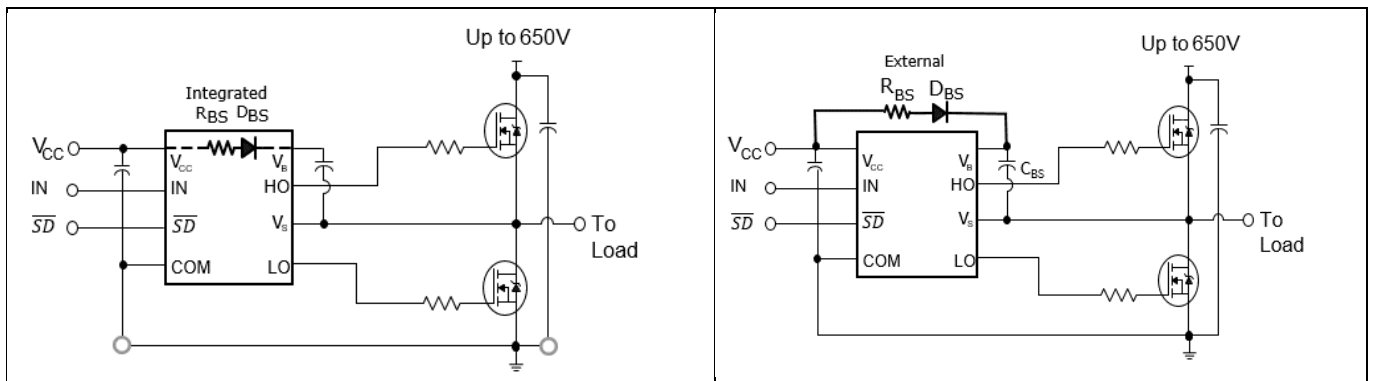 Up to 650V
Integrated
RBS DBS
VCC
VCC
VB
IN
IN
HO
SD
SD
VS
To
Load
COM
LO
Up to 650V
External
RBS DBS
VCC
VCC
VB
CBS
IN
IN
HO
SD
SD
VS
To
Load
COM
LO